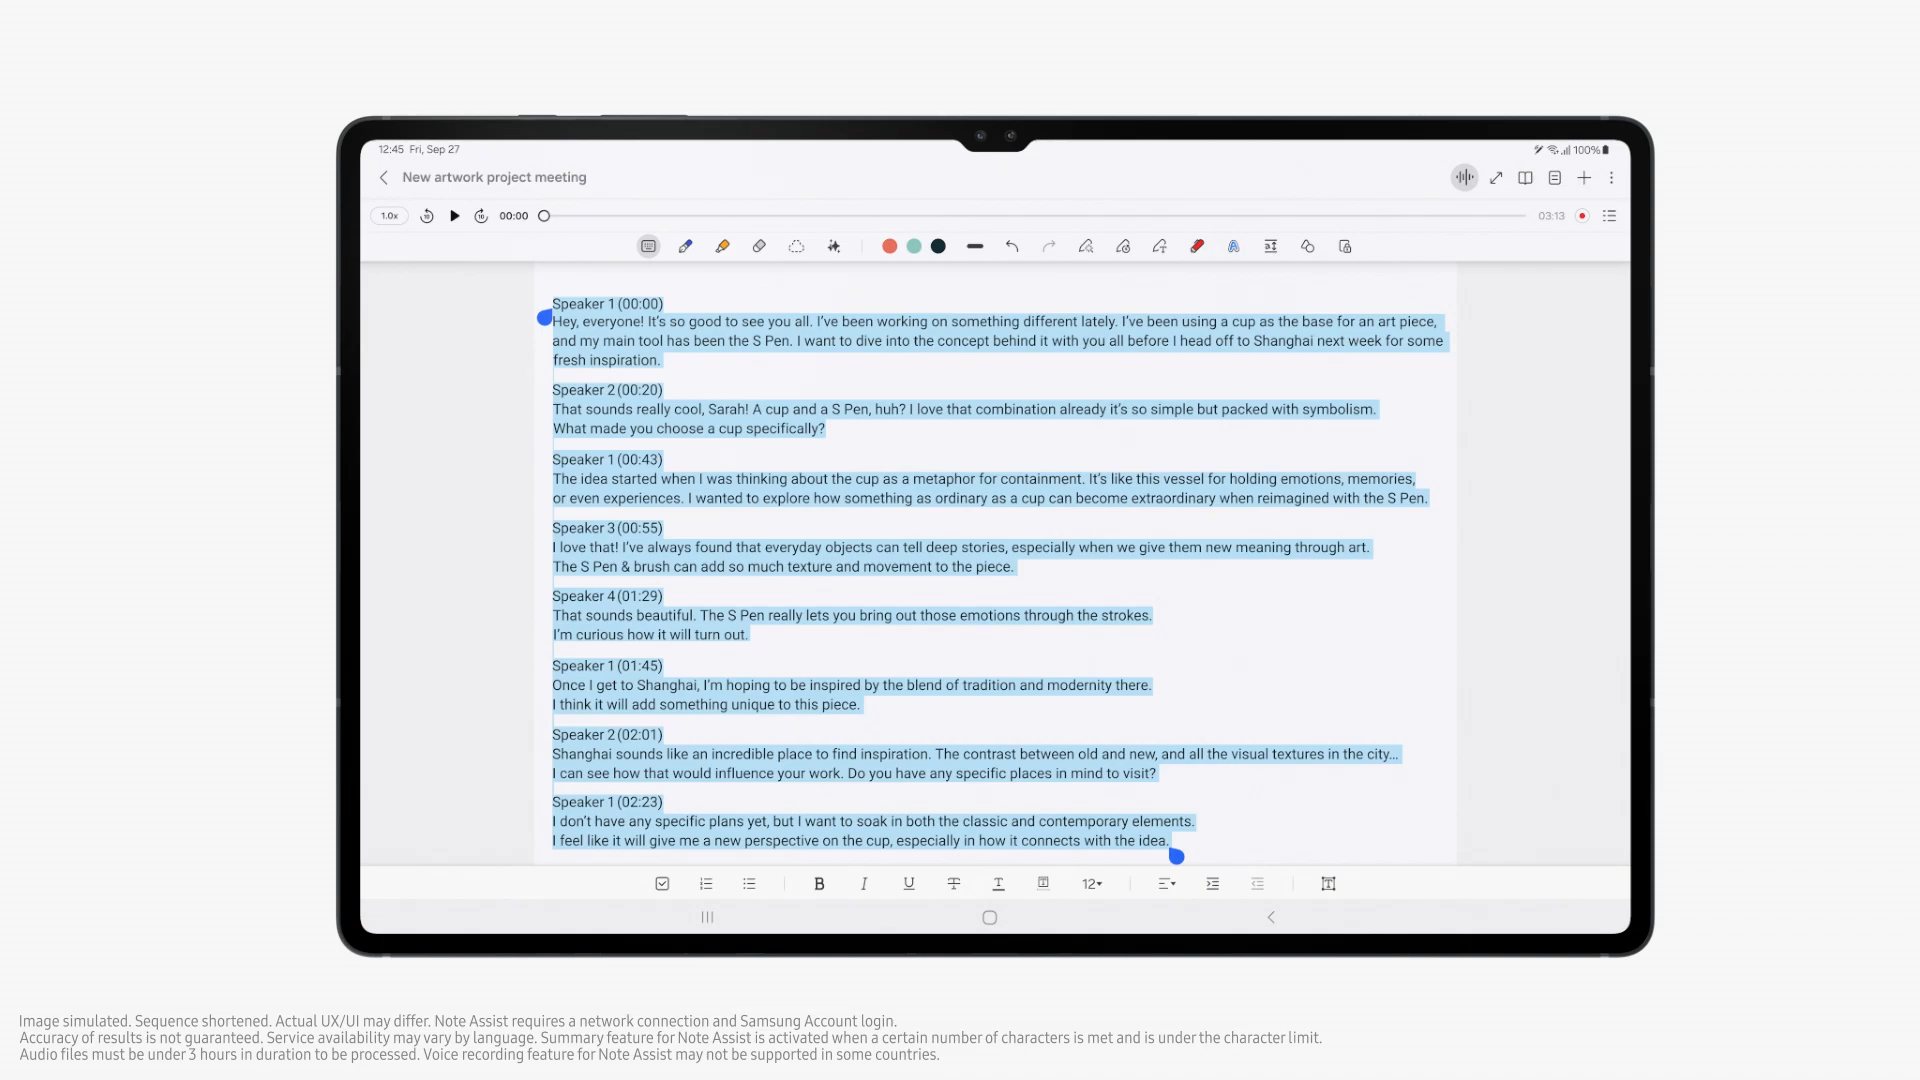 12:45 Fri, Sep 27
100%
New artwork project meeting
1.0x
10
10
00:00
03:13
Speaker 1 (00:00)
Hey, everyone! It's so good to see you all. I've been working on something different lately. I've been using a cup as the base for an art piece,
and my main tool has been the S Pen. I want to dive into the concept behind it with you all before I head off to Shanghai next week for some
fresh inspiration.
Speaker 2 (00:20)
That sounds really cool, Sarah! A cup and a S Pen, huh? I love that combination already it's so simple but packed with symbolism.
What made you choose a cup specifically?
Speaker 1 (00:43)
The idea started when I was thinking about the cup as a metaphor for containment. It's like this vessel for holding emotions, memories,
or even experiences. I wanted to explore how something as ordinary as a cup can become extraordinary when reimagined with the S Pen.
Speaker 3 (00:55)
I love that! I've always found that everyday objects can tell deep stories, especially when we give them new meaning through art.
The S Pen & brush can add so much texture and movement to the piece.
Speaker 4 (01:29)
That sounds beautiful. The S Pen really lets you bring out those emotions through the strokes.
I'm curious how it will turn out.
Speaker 1 (01:45)
Once I get to Shanghai, I'm hoping to be inspired by the blend of tradition and modernity there.
I think it will add something unique to this piece.
Speaker 2 (02:01)
Shanghai sounds like an incredible place to find inspiration. The contrast between old and new, and all the visual textures in the city...
I can see how that would influence your work. Do you have any specific places in mind to visit?
Speaker 1 (02:23)
I don't have any specific plans yet, but I want to soak in both the classic and contemporary elements.
I feel like it will give me a new perspective on the cup, especially in how it connects with the idea.
B I U T T T 12
Image simulated. Sequence shortened. Actual UX/UI may differ. Note Assist requires a network connection and Samsung Account login.
Accuracy of results is not guaranteed. Service availability may vary by language. Summary feature for Note Assist is activated when a certain number of characters is met and is under the character limit.
Audio files must be under 3 hours in duration to be processed. Voice recording feature for Note Assist may not be supported in some countries.